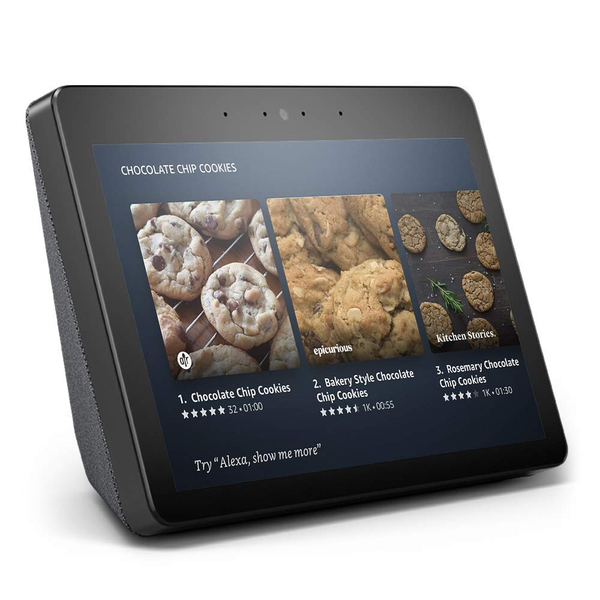 CHOCOLATE CHIP COOKIES
epicurious
Kitchen Stories.
1. Chocolate Chip Cookies
32 • 01:00
2. Bakery Style Chocolate
Chip Cookies
1K • 00:55
3. Rosemary Chocolate
Chip Cookies
1K • 01:30
Try “Alexa, show me more”